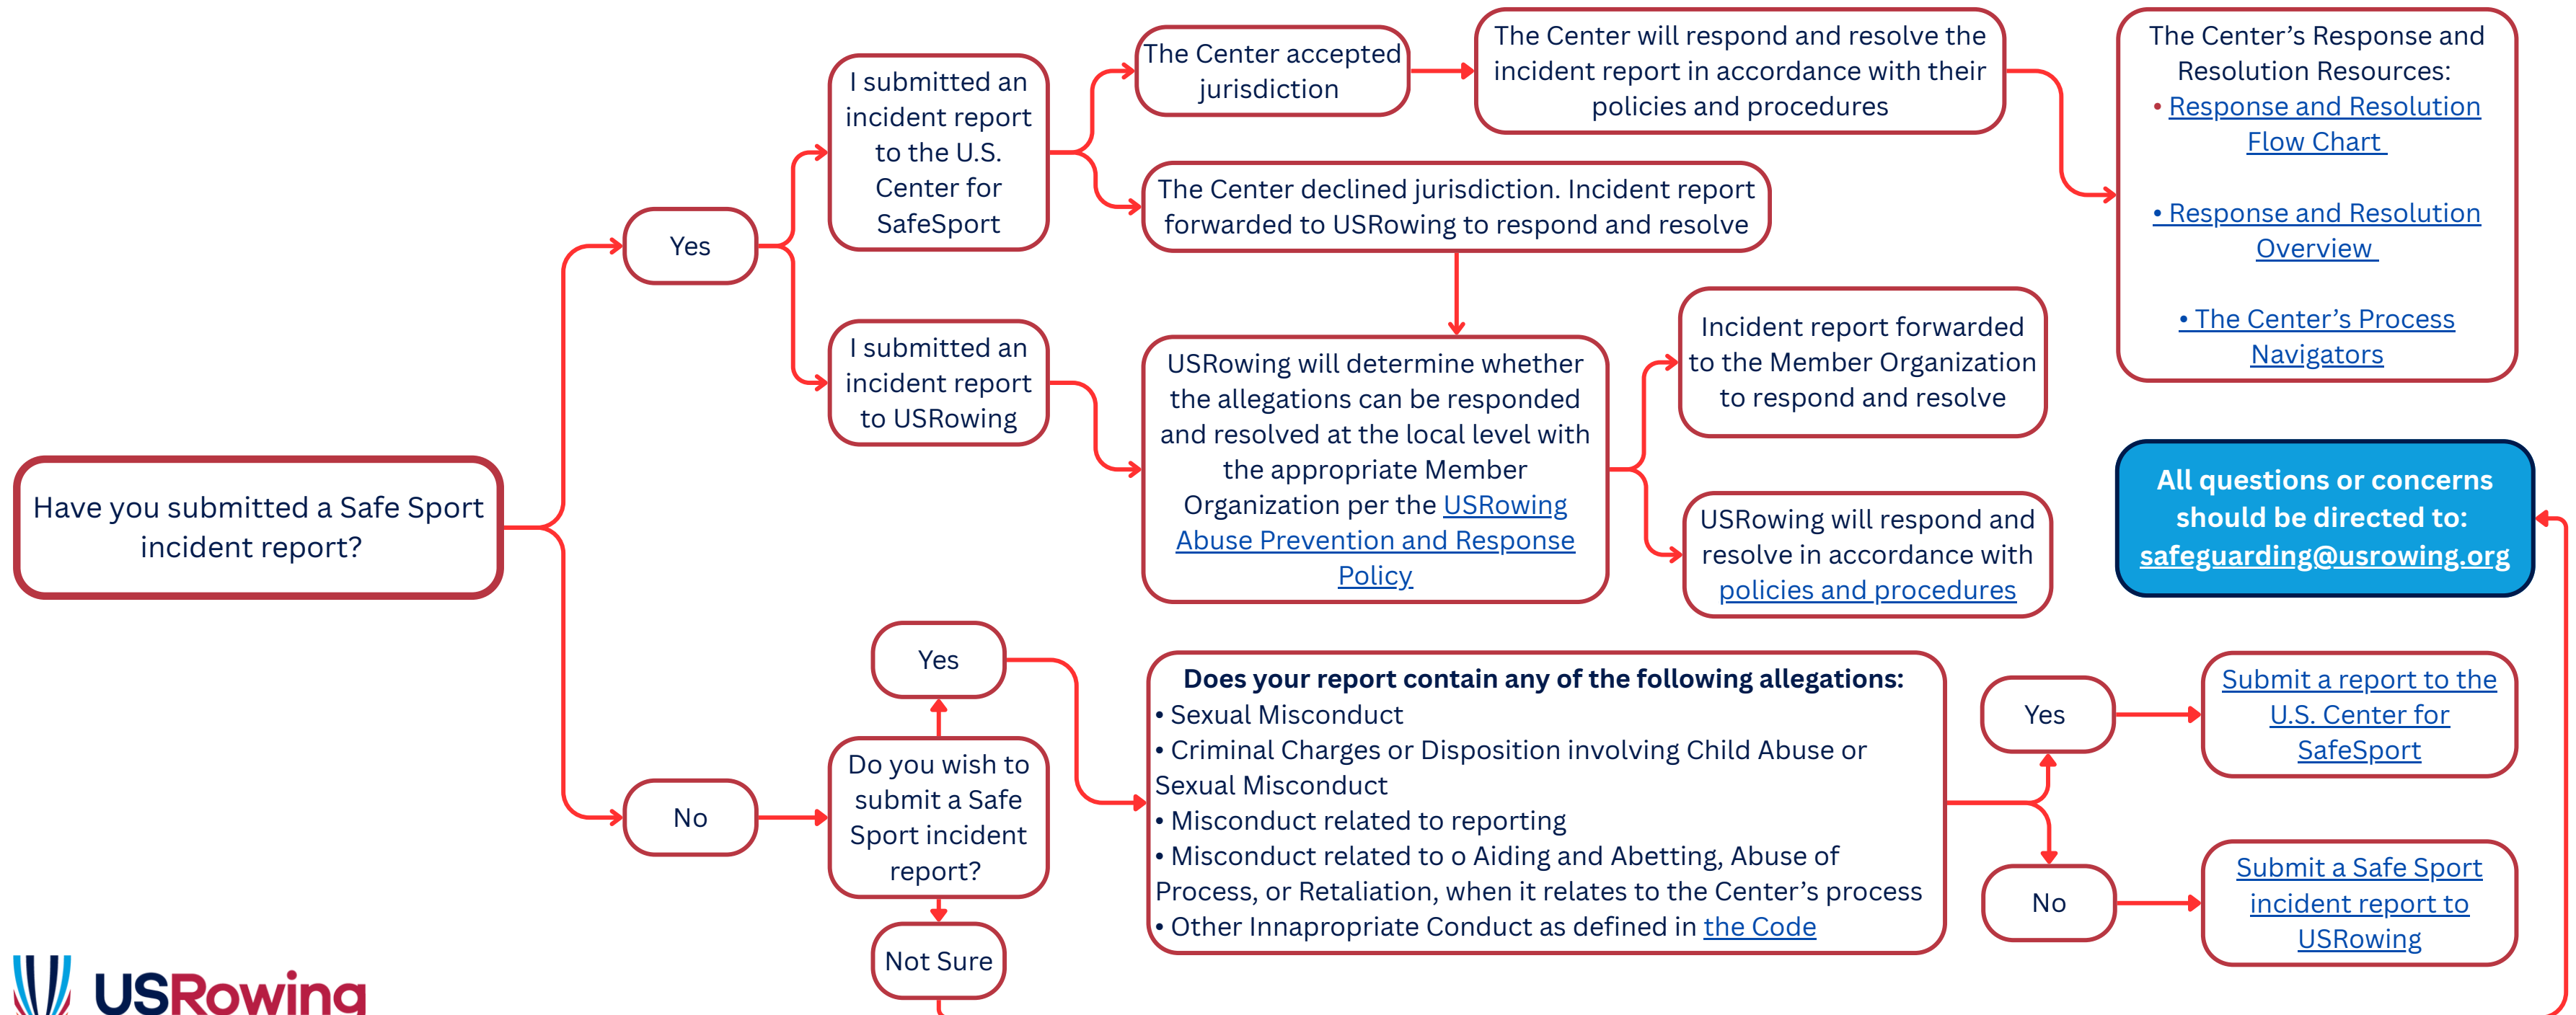 Have you submitted a Safe Sport
incident report?
Yes
I submitted an
incident report
to the U.S.
Center for
SafeSport
The Center accepted
jurisdiction
The Center will respond and resolve the
incident report in accordance with their
policies and procedures
The Center’s Response and
Resolution Resources:
• Response and Resolution
Flow Chart
• Response and Resolution
Overview
• The Center’s Process
Navigators
The Center declined jurisdiction. Incident report
forwarded to USRowing to respond and resolve
I submitted an
incident report
to USRowing
USRowing will determine whether
the allegations can be responded
and resolved at the local level with
the appropriate Member
Organization per the USRowing
Abuse Prevention and Response
Policy
Incident report forwarded
to the Member Organization
to respond and resolve
USRowing will respond and
resolve in accordance with
policies and procedures
All questions or concerns
should be directed to:
safeguarding@usrowing.org
No
Do you wish to
submit a Safe
Sport incident
report?
Yes
Does your report contain any of the following allegations:
• Sexual Misconduct
• Criminal Charges or Disposition involving Child Abuse or
Sexual Misconduct
• Misconduct related to reporting
• Misconduct related to o Aiding and Abetting, Abuse of
Process, or Retaliation, when it relates to the Center’s process
• Other Innapropriate Conduct as defined in the Code
Yes
Submit a report to the
U.S. Center for
SafeSport
No
Submit a Safe Sport
incident report to
USRowing
Not Sure
USRowing